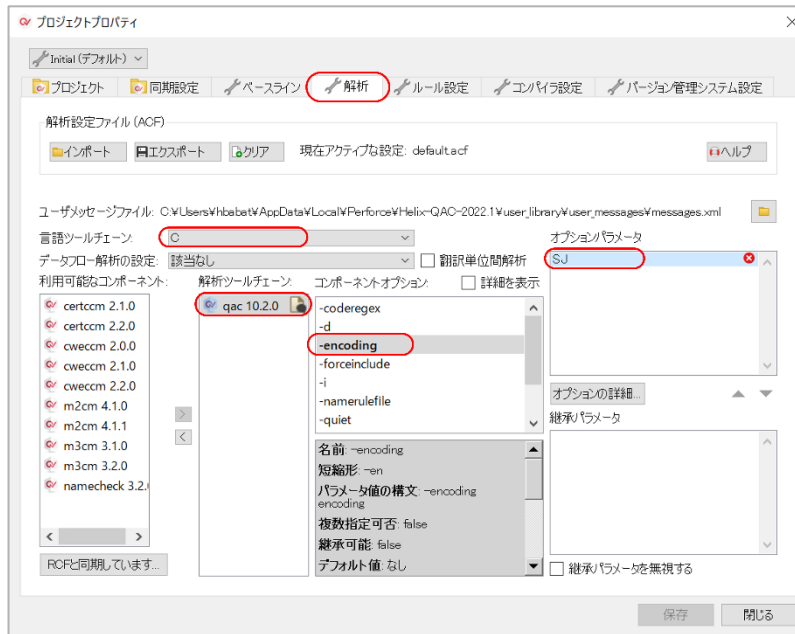 プロジェクトプロパティ
Initial (デフォルト)
プロジェクト 同期設定 ベースライン 解析 ルール設定 コンパイラ設定 バージョン管理システム設定
解析設定ファイル (ACF)
インポート エクスポート クリア 現在アクティブな設定: default.acf ヘルプ
ユーザメッセージファイル: C:¥Users¥hbabat¥AppData¥Local¥Perforce¥Helix-QAC-2022.1¥user_library¥user_messages¥messages.xml
言語ツールチェーン: C オプションパラメータ
データフロー解析の設定: 該当なし 翻訳単位間解析 SJ
利用可能なコンポーネント: 解析ツールチェーン: コンポーネントオプション: 詳細を表示
certccm 2.1.0
certccm 2.2.0
cweccm 2.0.0
cweccm 2.1.0
cweccm 2.2.0
m2cm 4.1.0
m2cm 4.1.1
m3cm 3.1.0
m3cm 3.2.0
namecheck 3.2.
qac 10.2.0
-coderegex
-d
-encoding
-forceinclude
-i
-namerulefile
-quiet
オプションの詳細...
継承パラメータ
名前: -encoding
短縮形: -en
パラメータ値の構文: -encoding
encoding
複数指定可否: false
継承可能: false
デフォルト値: なし
RCFと同期しています... 継承パラメータを無視する
保存 閉じる